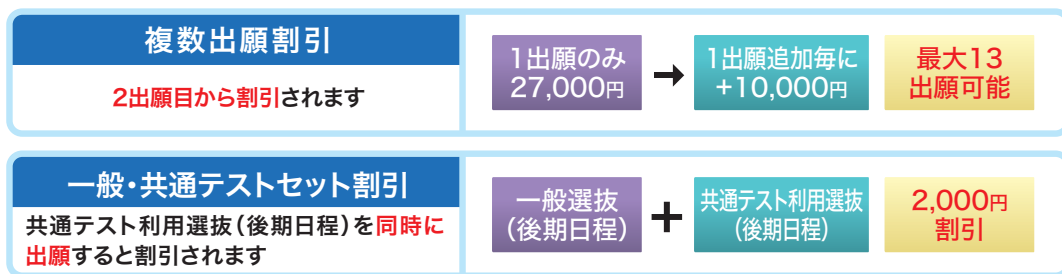 複数出願割引
2出願目から割引されます
1出願のみ
27,000円
1出願追加毎に
+10,000円
最大13
出願可能
一般・共通テストセット割引
共通テスト利用選抜(後期日程)を同時に
出願すると割引されます
一般選抜
(後期日程)
+
共通テスト利用選抜
(後期日程)
2,000円
割引